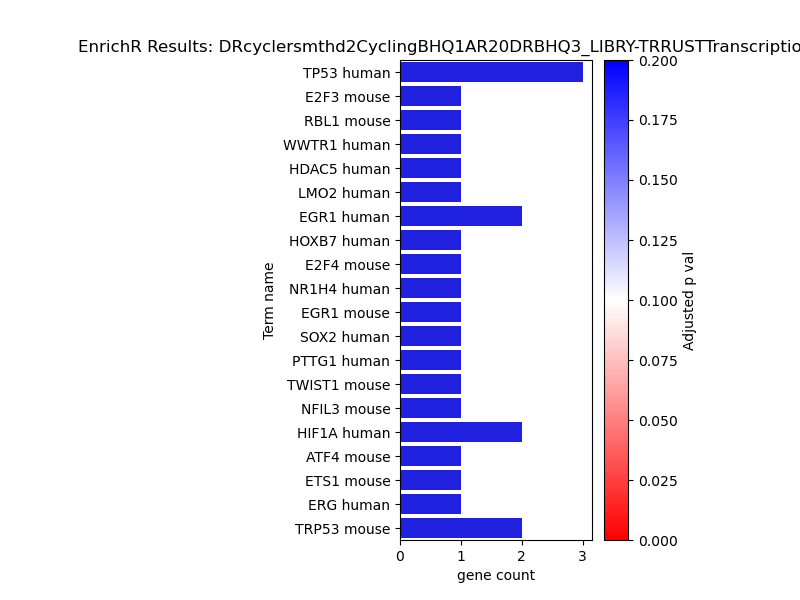 EnrichR Results: DRcyclersmthd2CyclingBHQ1AR20DRBHQ3_LIBRY-TRRUSTTranscriptio
TP53 human
E2F3 mouse
RBL1 mouse
WWTR1 human
HDAC5 human
LMO2 human
EGR1 human
HOXB7 human
E2F4 mouse
NR1H4 human
EGR1 mouse
SOX2 human
PTTG1 human
TWIST1 mouse
NFIL3 mouse
HIF1A human
ATF4 mouse
ETS1 mouse
ERG human
TRP53 mouse
Term name
0 1 2 3
gene count
0.200
0.175
0.150
0.125
0.100
0.075
0.050
0.025
0.000
Adjusted p val